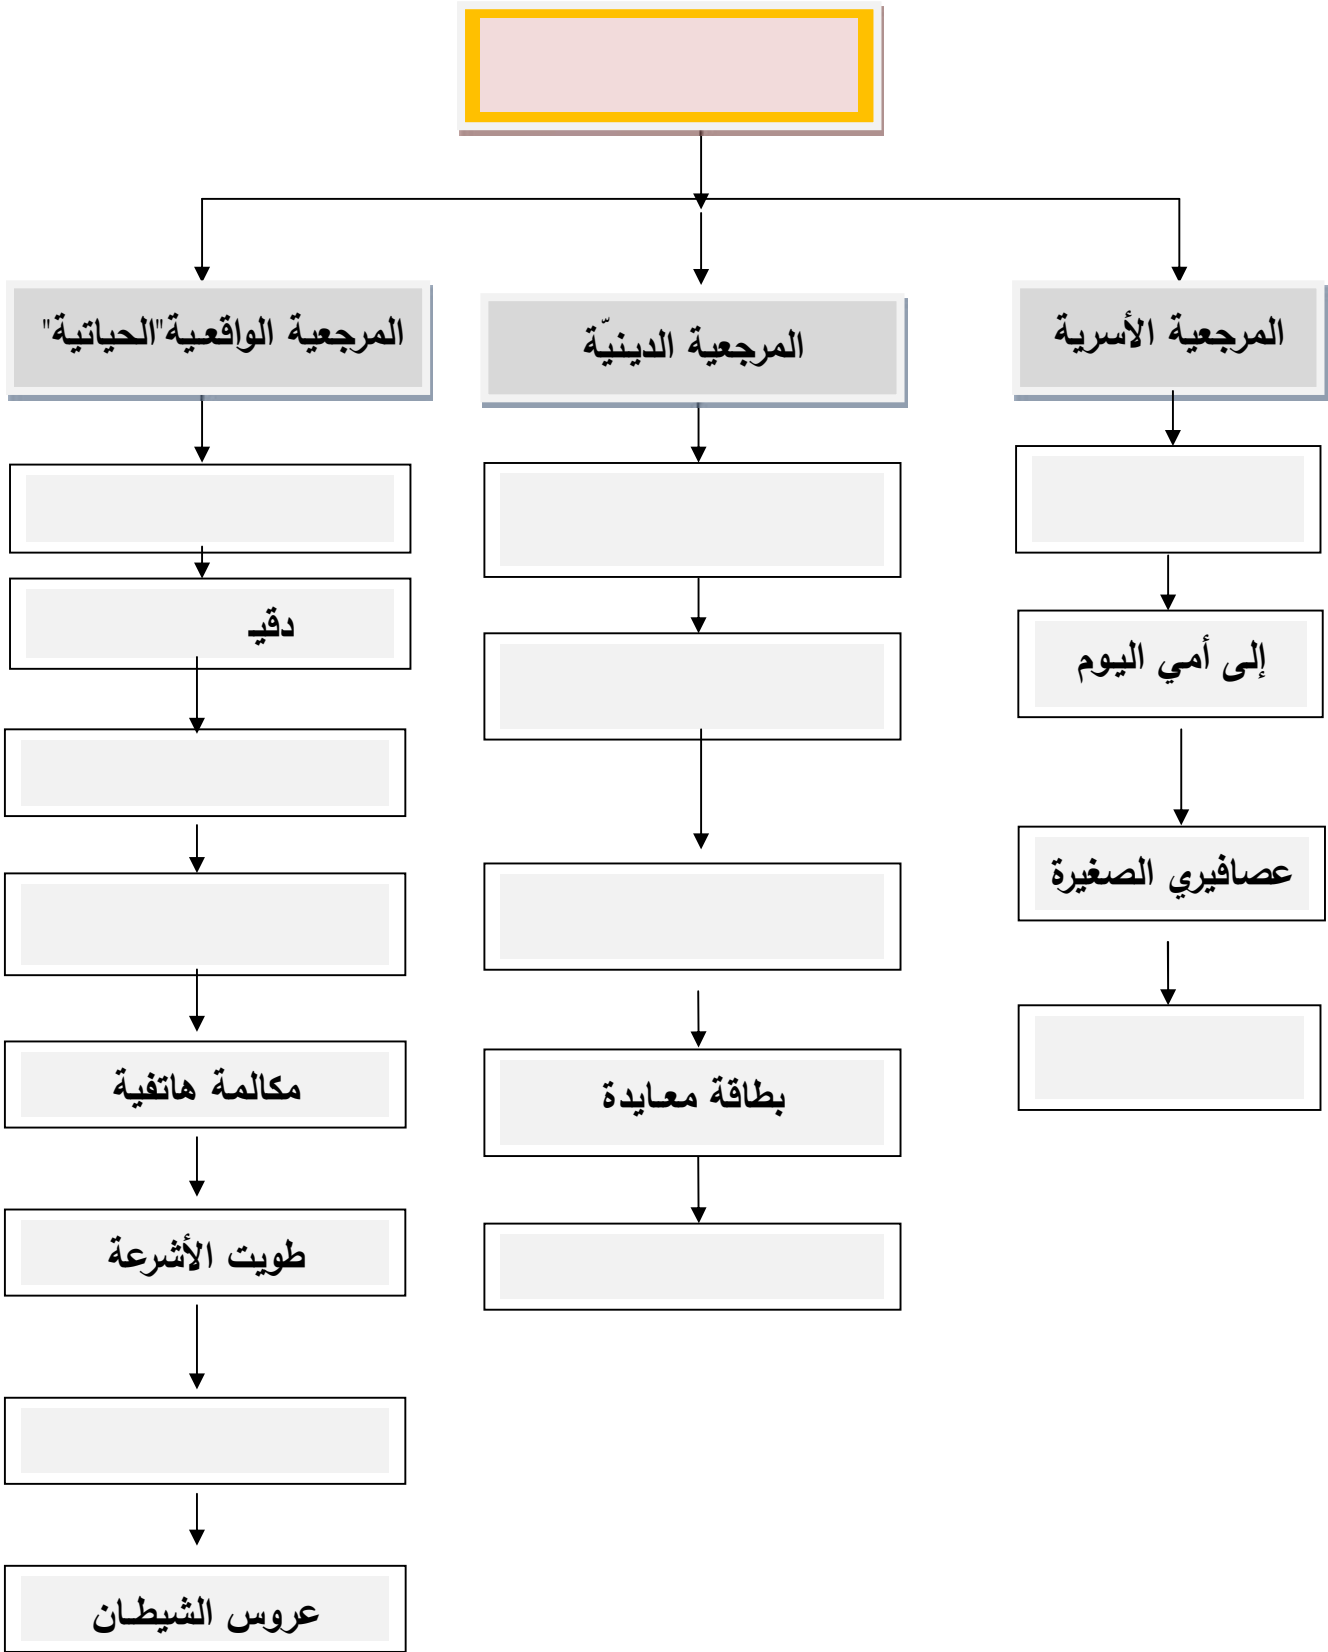 المرجعية الأسرية
إلى أمي اليوم
عصافيري الصغيرة
المرجعية الدينيّة
بطاقة معايدة
المرجعية الواقعية"الحياتية"
دقيـ
مكالمة هاتفية
طويت الأشرعة
عروس الشيطان